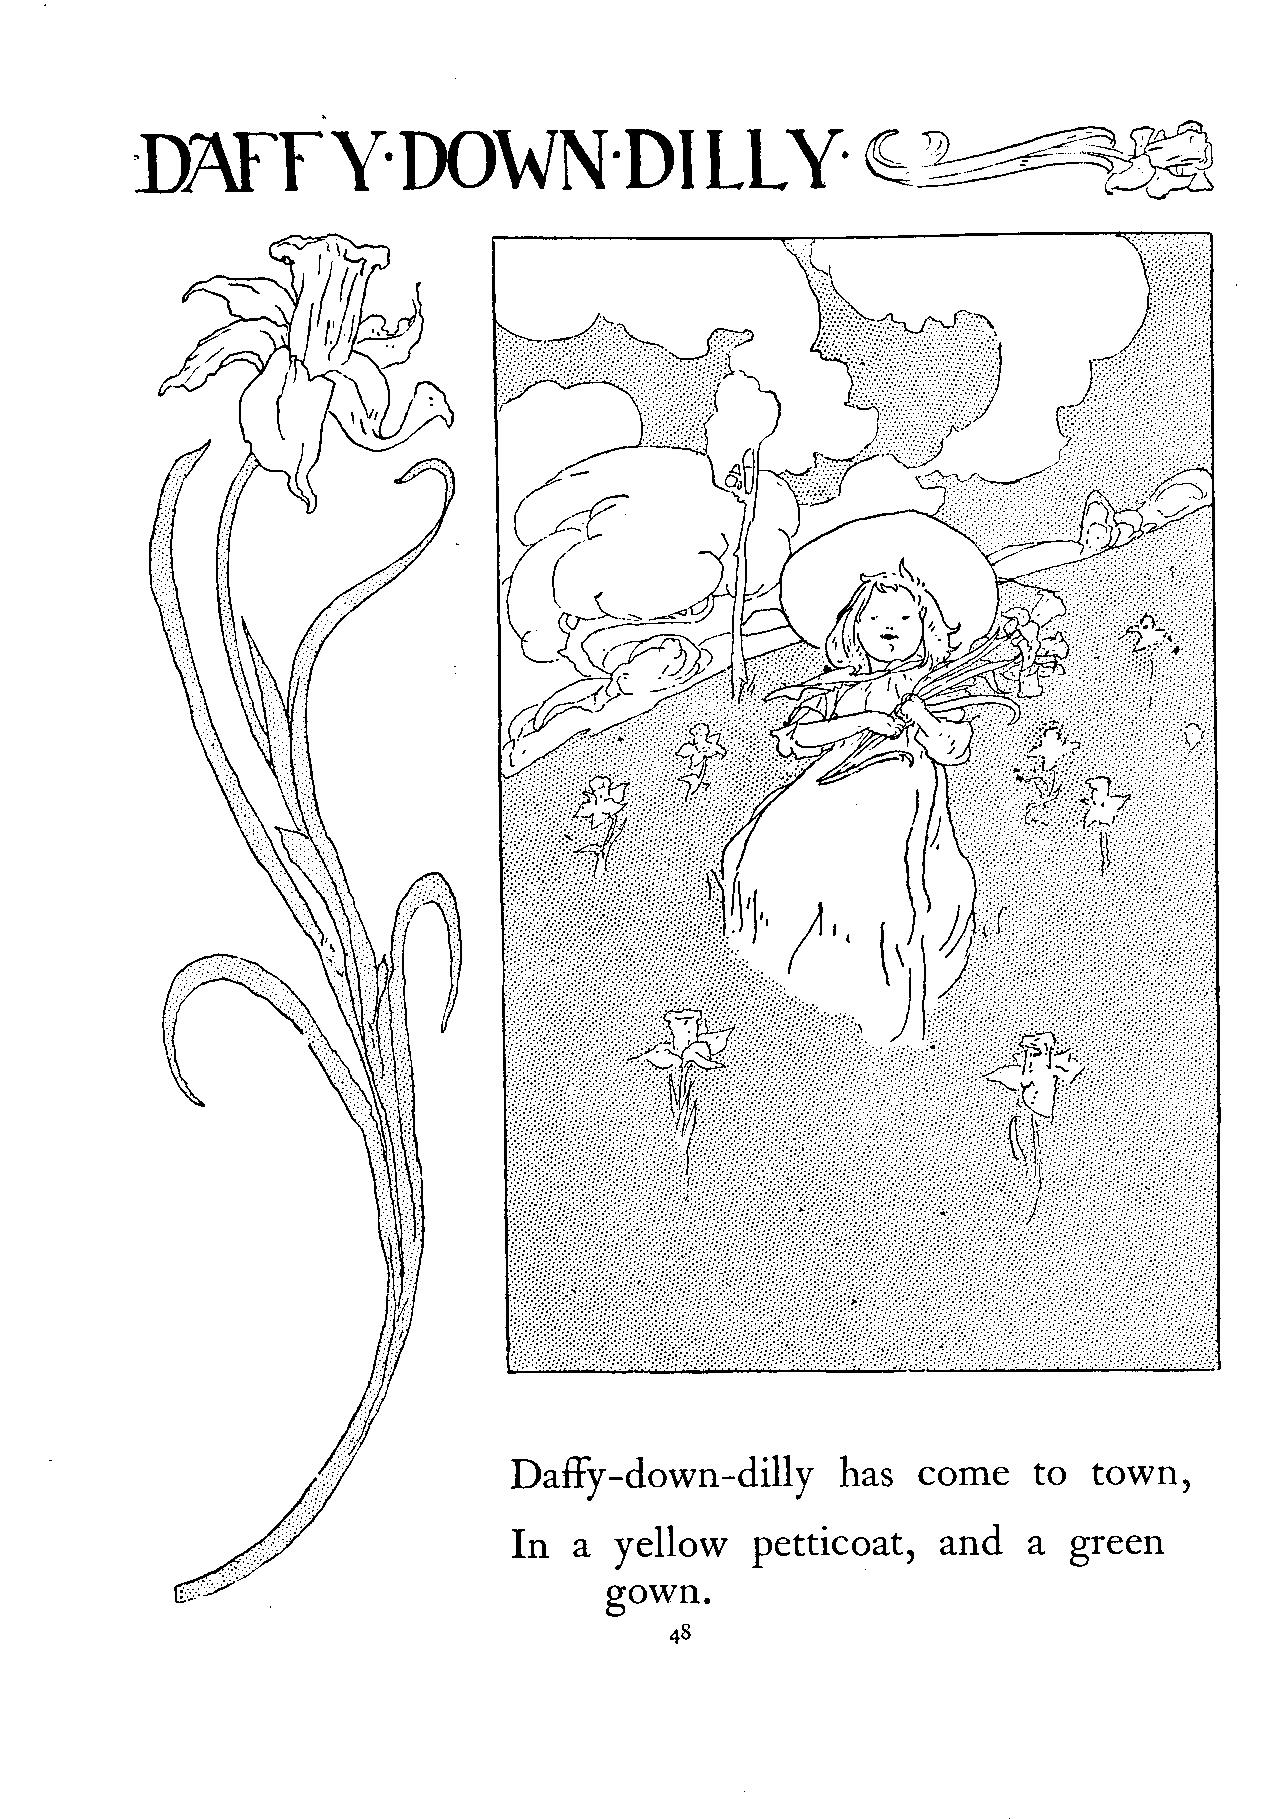 ·DAFFY·DOWN·DILLY·
Daffy-down-dilly has come to town,
In a yellow petticoat, and a green
gown.
48